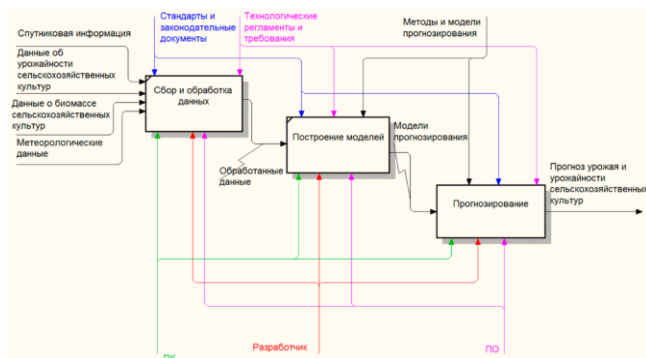 Спутниковая информация
Данные об
урожайности
сельскохозяйственных
культур
Данные о биомассе
сельскохозяйственных
культур
Метеорологические
данные
Стандарты и
законодательные
документы
Технологические
регламенты и
требования
Методы и модели
прогнозирования
Сбор и обработка
данных
Обработанные
данные
Построение моделей
Модели
прогнозирования
Прогнозирование
Прогноз урожая и
урожайности
сельскохозяйственных
культур
ПК
Разработчик
ПО